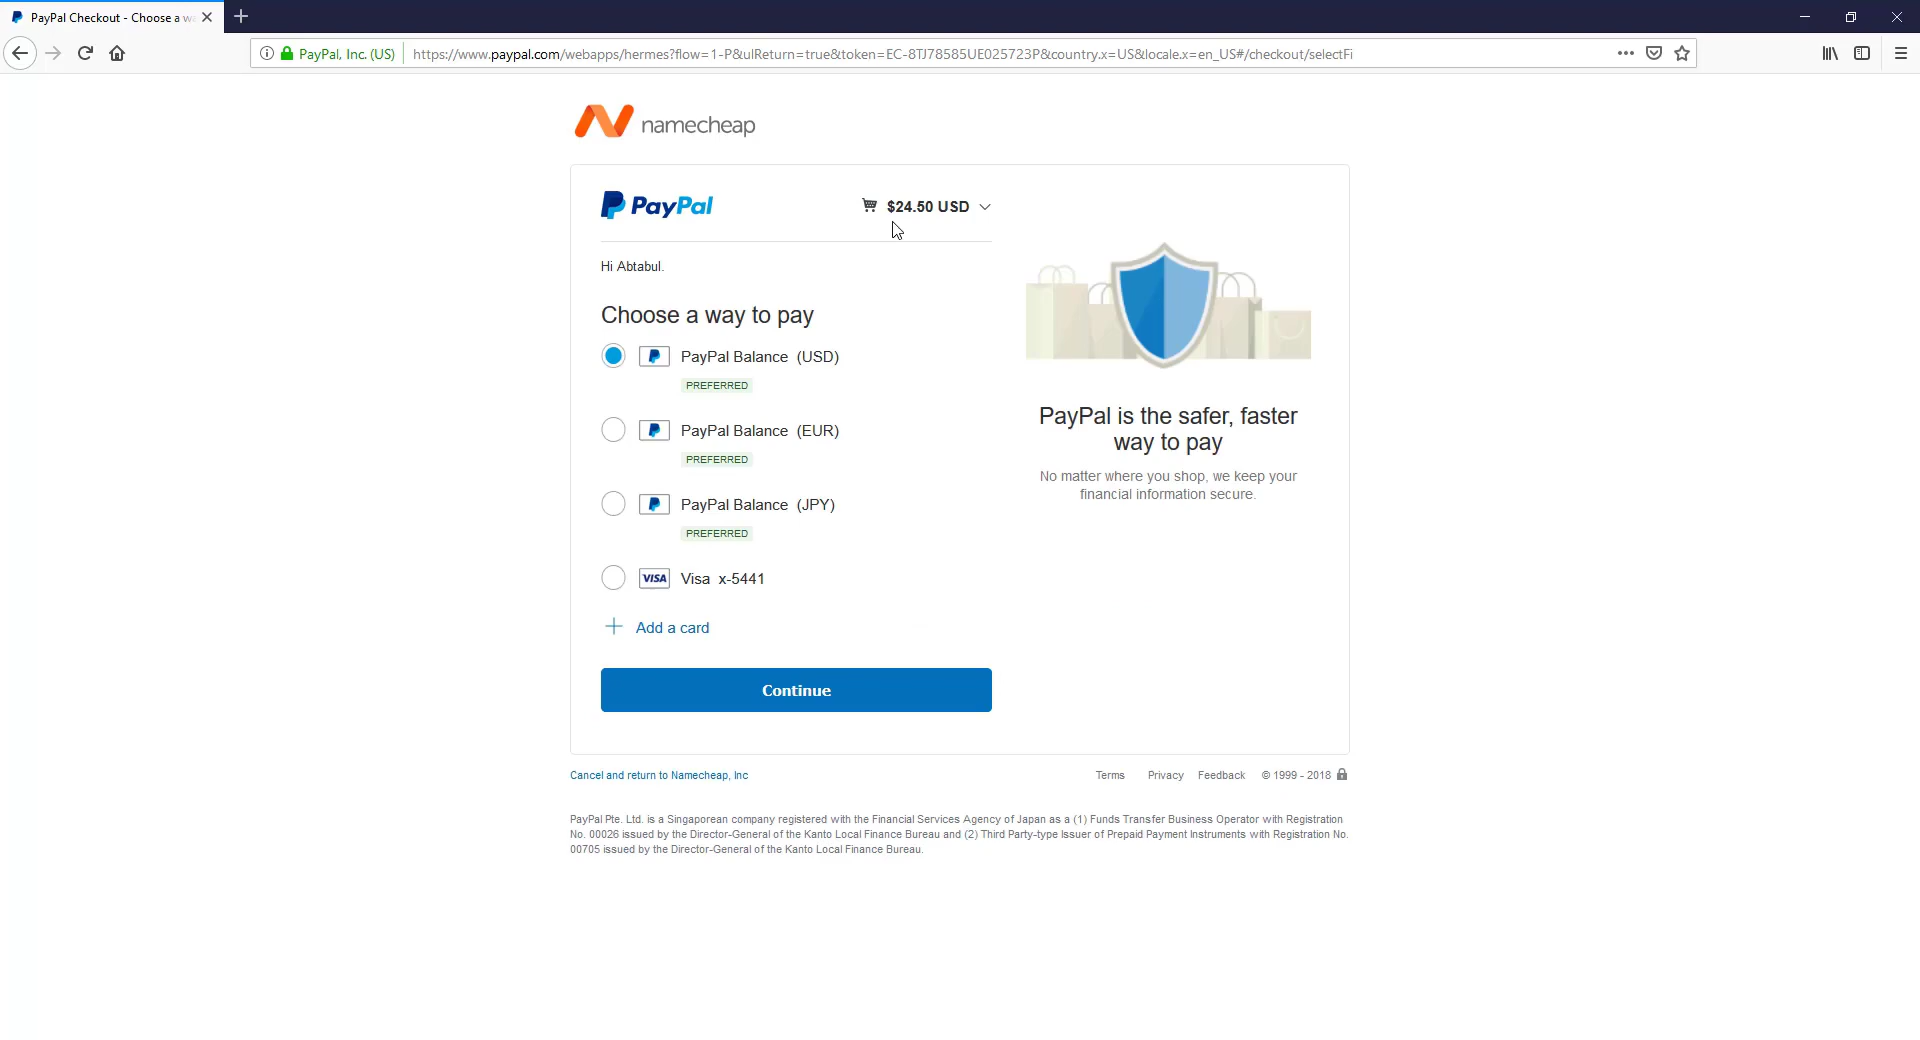 PayPal Checkout - Choose a wa
PayPal, Inc. (US)
https://www.paypal.com/webapps/hermes?flow=1-P&ulReturn=true&token=EC-8TJ78585UE025723P&country.x=US&locale.x=en_US#/checkout/selectFi
namecheap
PayPal
$24.50 USD
Hi Abtabul.
Choose a way to pay
PayPal Balance (USD)
PREFERRED
PayPal Balance (EUR)
PREFERRED
PayPal Balance (JPY)
PREFERRED
VISA Visa x-5441
Add a card
Continue
PayPal is the safer, faster
way to pay
No matter where you shop, we keep your
financial information secure.
Cancel and return to Namecheap, Inc
Terms Privacy Feedback © 1999 - 2018
PayPal Pte. Ltd. is a Singaporean company registered with the Financial Services Agency of Japan as a (1) Funds Transfer Business Operator with Registration
No. 00026 issued by the Director-General of the Kanto Local Finance Bureau and (2) Third Party-type Issuer of Prepaid Payment Instruments with Registration No.
00705 issued by the Director-General of the Kanto Local Finance Bureau.